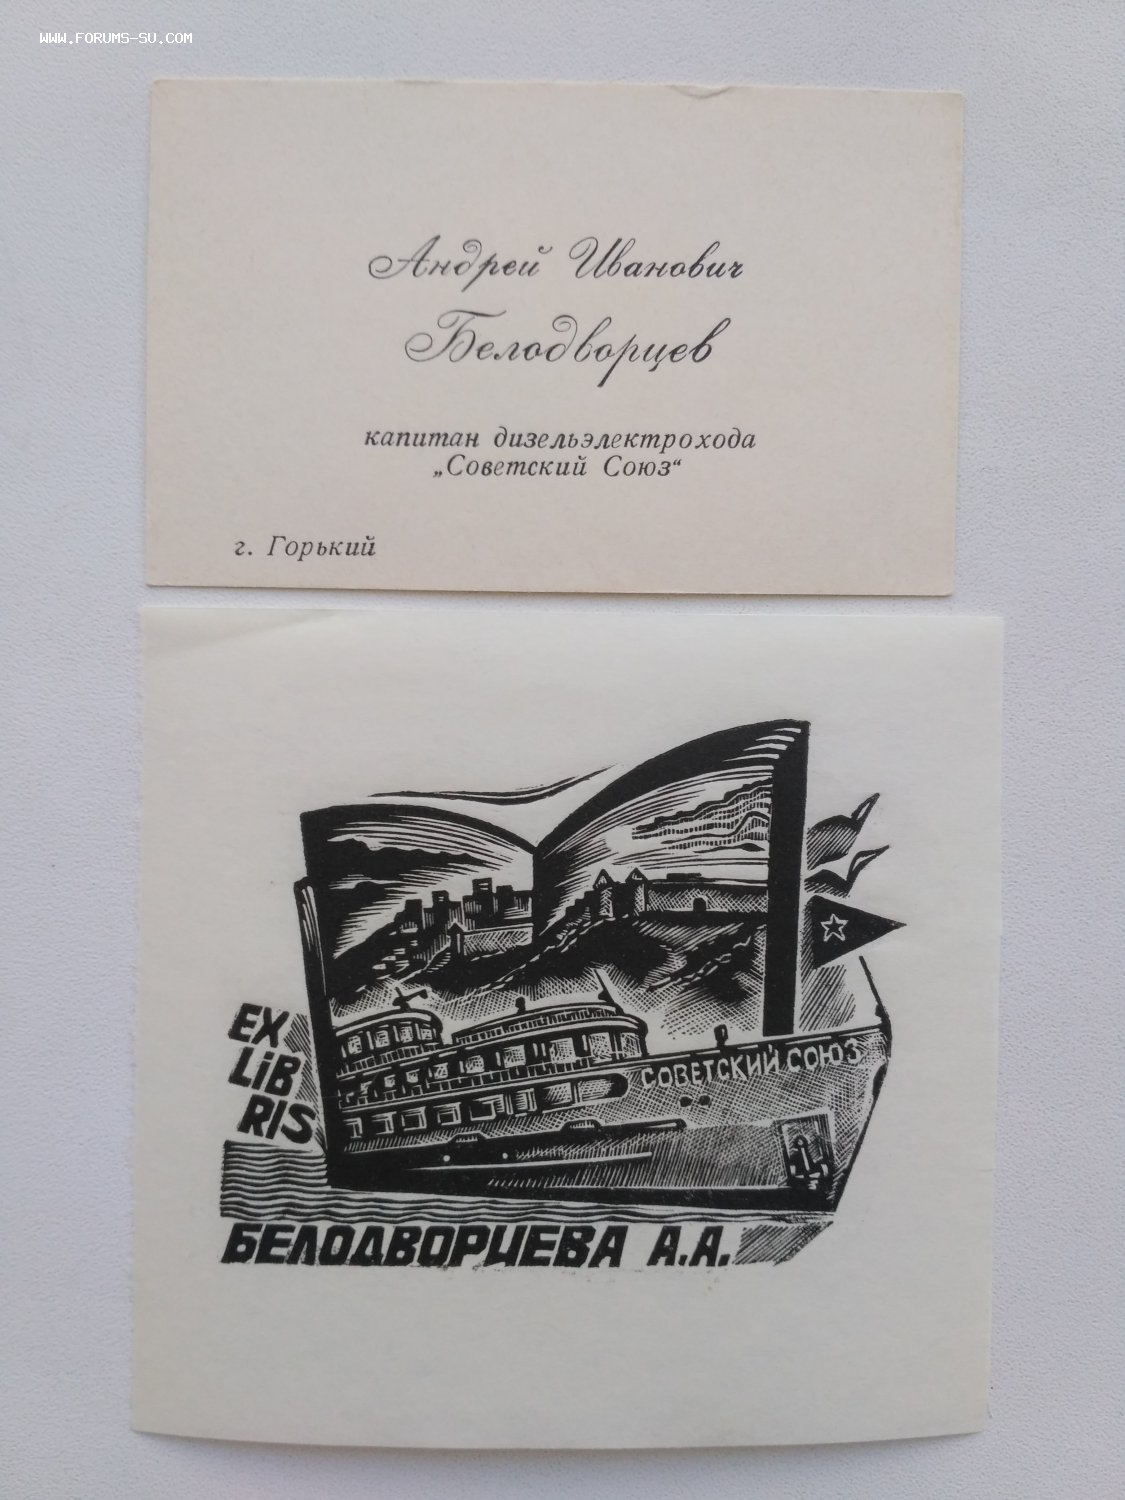 WWW.FORUMS-SU.COM
Андрей Иванович
Белодворцев
капитан дизельэлектрохода
„Советский Союз“
г. Горький
EX
LiB
RIS
СОВЕТСКИЙ СОЮЗ
БЕЛОДВОРЦЕВА А.А.